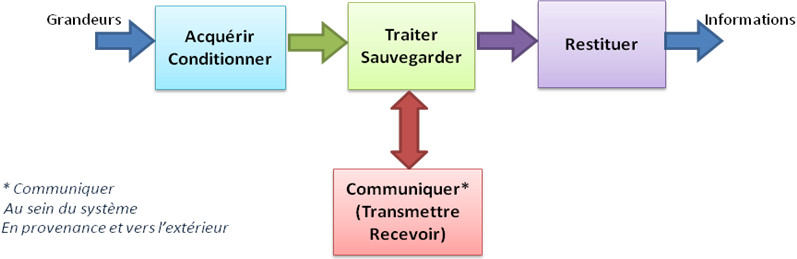 Grandeurs
Acquérir
Conditionner
Traiter
Sauvegarder
Restituer
Informations
Communiquer*
(Transmettre
Recevoir)
* Communiquer
Au sein du système
En provenance et vers l'extérieur